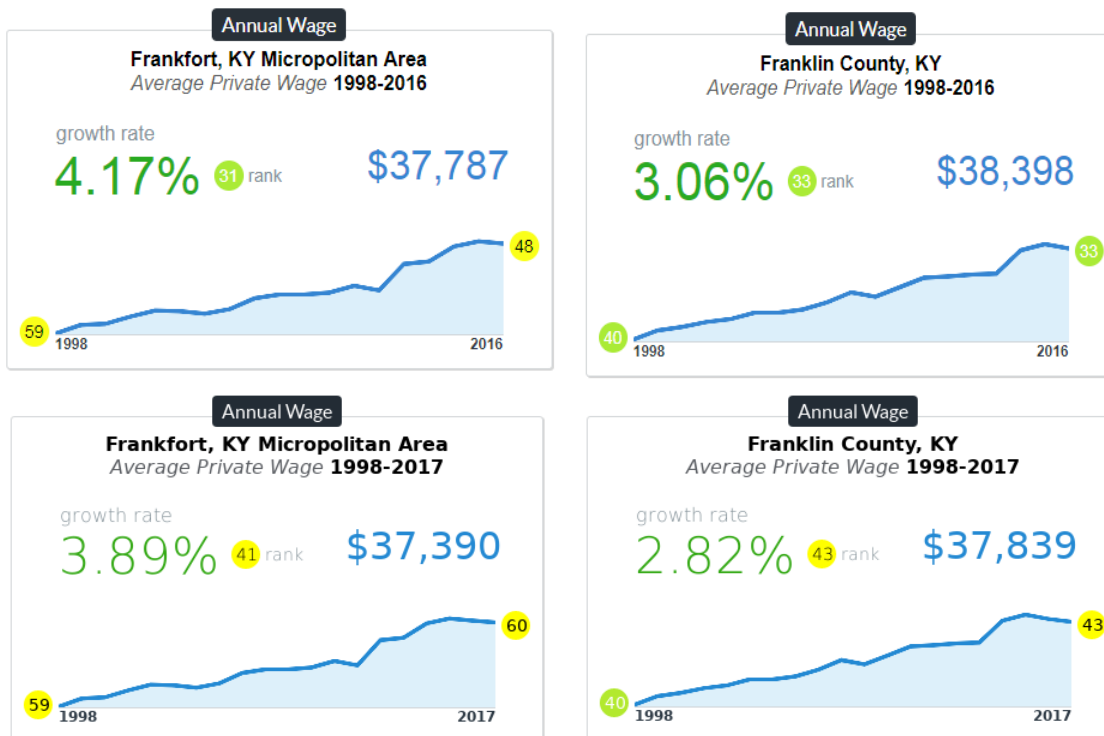 Annual Wage
Frankfort, KY Micropolitan Area
Average Private Wage 1998-2016
growth rate
4.17% 31 rank $37,787
48
59
1998 2016
Annual Wage
Franklin County, KY
Average Private Wage 1998-2016
growth rate
3.06% 33 rank $38,398
33
40
1998 2016
Annual Wage
Frankfort, KY Micropolitan Area
Average Private Wage 1998-2017
growth rate
3.89% 41 rank $37,390
60
59
1998 2017
Annual Wage
Franklin County, KY
Average Private Wage 1998-2017
growth rate
2.82% 43 rank $37,839
43
40
1998 2017